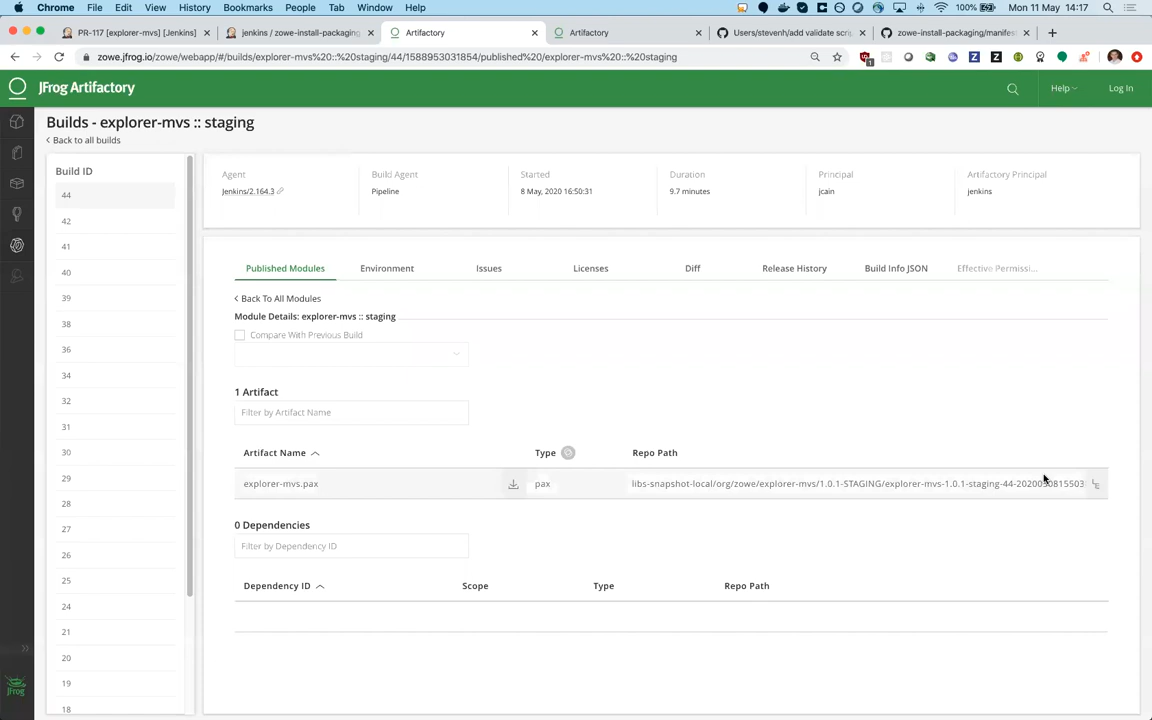 Chrome File Edit View History Bookmarks People Tab Window Help 100% Mon 11 May 14:17
PR-117 [explorer-mvs] [Jenkins] jenkins / zowe-install-packaging Artifactory Artifactory Users/stevenh/add validate scri zowe-install-packaging/manifes
zowe.jfrog.io/zowe/webapp/#/builds/explorer-mvs%20::%20staging/44/1588953031854/published%20/explorer-mvs%20::%20staging
JFrog Artifactory Help Log In
Builds - explorer-mvs :: staging
Back to all builds
Build ID
44
42
41
40
39
38
36
34
32
31
30
29
28
27
26
25
24
21
20
19
18
Agent Build Agent Started Duration Principal Artifactory Principal
Jenkins/2.164.3 Pipeline 8 May, 2020 16:50:31 9.7 minutes jcain jenkins
Published Modules Environment Issues Licenses Diff Release History Build Info JSON Effective Permissi...
Back To All Modules
Module Details: explorer-mvs :: staging
Compare With Previous Build
1 Artifact
Filter by Artifact Name
Artifact Name Type Repo Path
explorer-mvs.pax pax libs-snapshot-local/org/zowe/explorer-mvs/1.0.1-STAGING/explorer-mvs-1.0.1-staging-44-2020050815503
0 Dependencies
Filter by Dependency ID
Dependency ID Scope Type Repo Path
JFrog